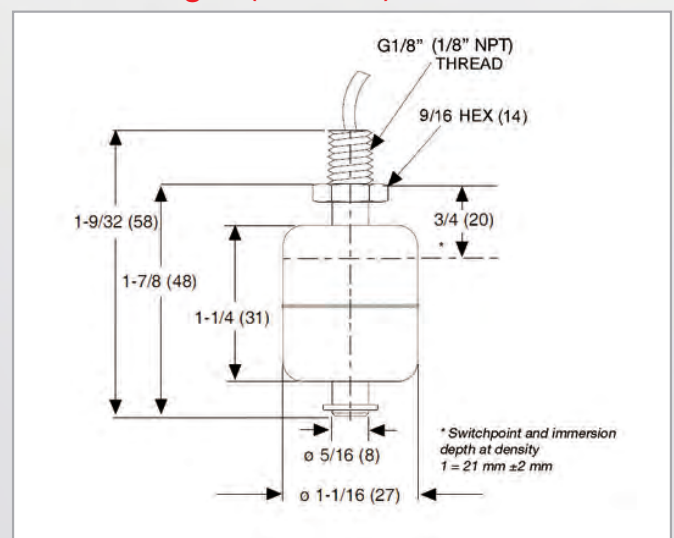 G1/8" (1/8" NPT)
THREAD
9/16 HEX (14)
1-9/32 (58)
3/4 (20)
*
1-7/8 (48)
1-1/4 (31)
* Switchpoint and immersion
depth at density
1 = 21 mm ±2 mm
ø 5/16 (8)
ø 1-1/16 (27)